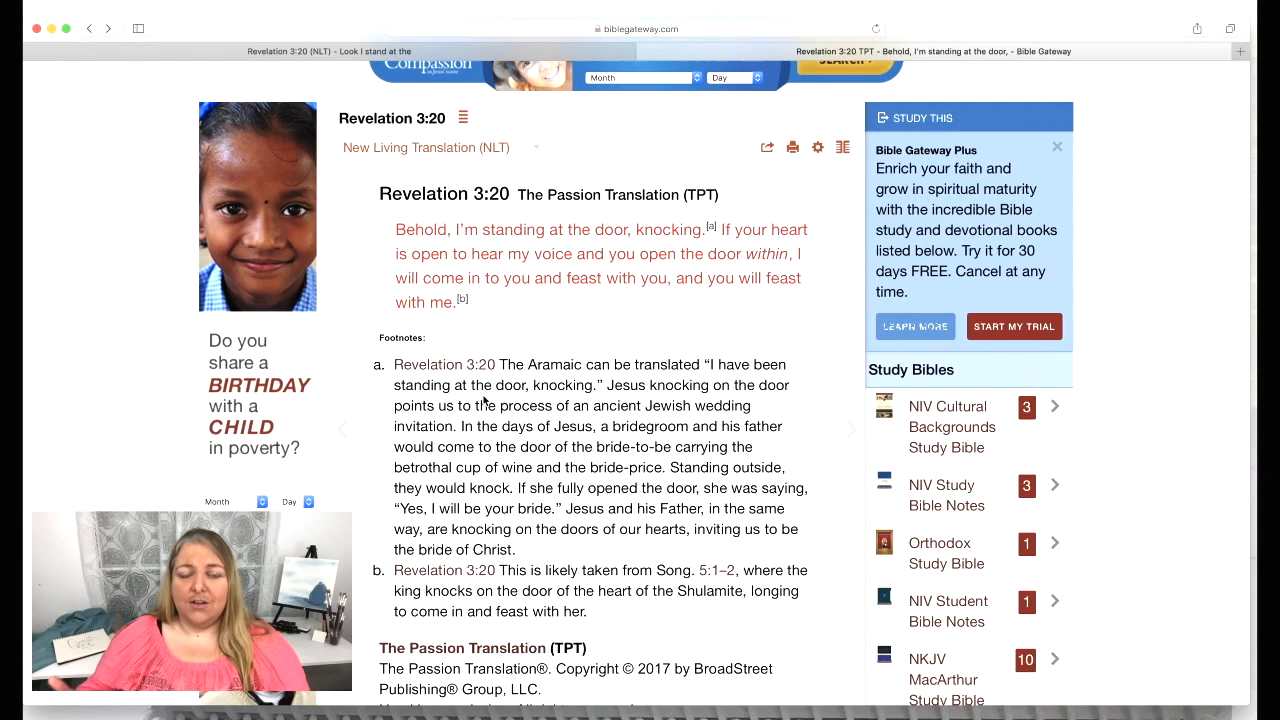 biblegateway.com
Revelation 3:20 (NLT) - Look I stand at the
Revelation 3:20 TPT - Behold, I'm standing at the door, - Bible Gateway
Compassion
Month
Day
SEARCH
Revelation 3:20
New Living Translation (NLT)
Revelation 3:20 The Passion Translation (TPT)
Behold, I'm standing at the door, knocking.[a] If your heart
is open to hear my voice and you open the door within, I
will come in to you and feast with you, and you will feast
with me.[b]
Footnotes:
a. Revelation 3:20 The Aramaic can be translated “I have been
standing at the door, knocking.” Jesus knocking on the door
points us to the process of an ancient Jewish wedding
invitation. In the days of Jesus, a bridegroom and his father
would come to the door of the bride-to-be carrying the
betrothal cup of wine and the bride-price. Standing outside,
they would knock. If she fully opened the door, she was saying,
“Yes, I will be your bride.” Jesus and his Father, in the same
way, are knocking on the doors of our hearts, inviting us to be
the bride of Christ.
b. Revelation 3:20 This is likely taken from Song. 5:1–2, where the
king knocks on the door of the heart of the Shulamite, longing
to come in and feast with her.
The Passion Translation (TPT)
The Passion Translation®. Copyright © 2017 by BroadStreet
Publishing® Group, LLC.
Do you
share a
BIRTHDAY
with a
CHILD
in poverty?
Month
Day
STUDY THIS
Bible Gateway Plus
Enrich your faith and
grow in spiritual maturity
with the incredible Bible
study and devotional books
listed below. Try it for 30
days FREE. Cancel at any
time.
LEARN MORE
START MY TRIAL
Study Bibles
NIV Cultural
Backgrounds
Study Bible
3
NIV Study
Bible Notes
3
Orthodox
Study Bible
1
NIV Student
Bible Notes
1
NKJV
MacArthur
Study Bible
10